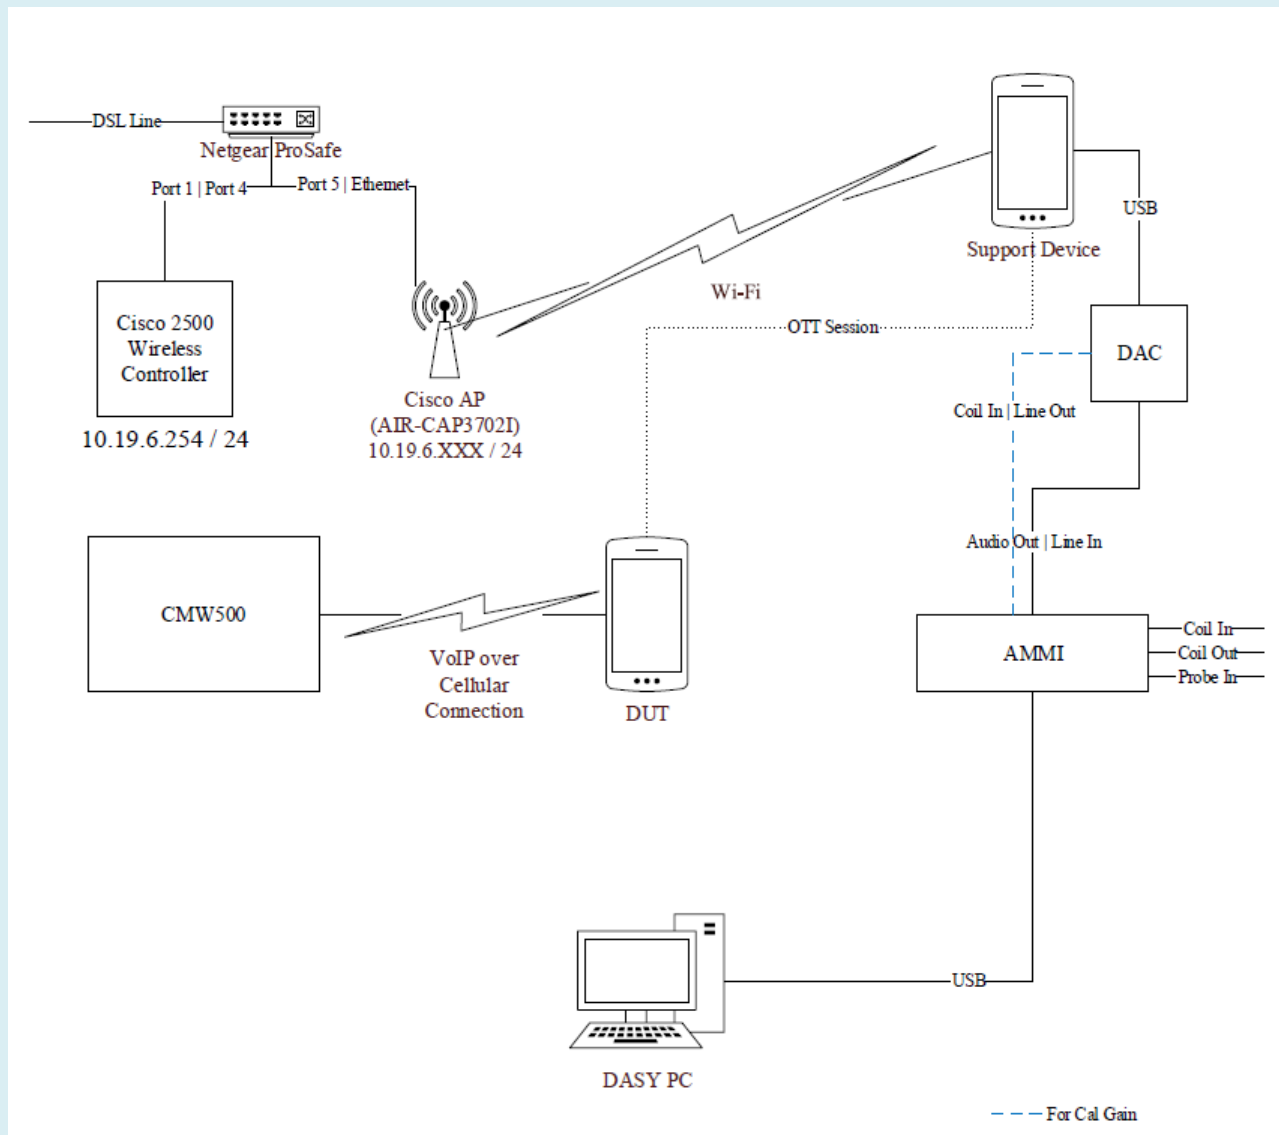 DSL Line
Netgear ProSafe
Port 1 | Port 4
Port 5 | Ethernet
USB
Support Device
Wi-Fi
Cisco 2500
Wireless
Controller
10.19.6.254 / 24
OTT Session
DAC
Cisco AP
(AIR-CAP3702I)
10.19.6.XXX / 24
Coil In | Line Out
Audio Out | Line In
CMW500
VoIP over
Cellular
Connection
DUT
AMMI
Coil In
Coil Out
Probe In
USB
DASY PC
For Cal Gain